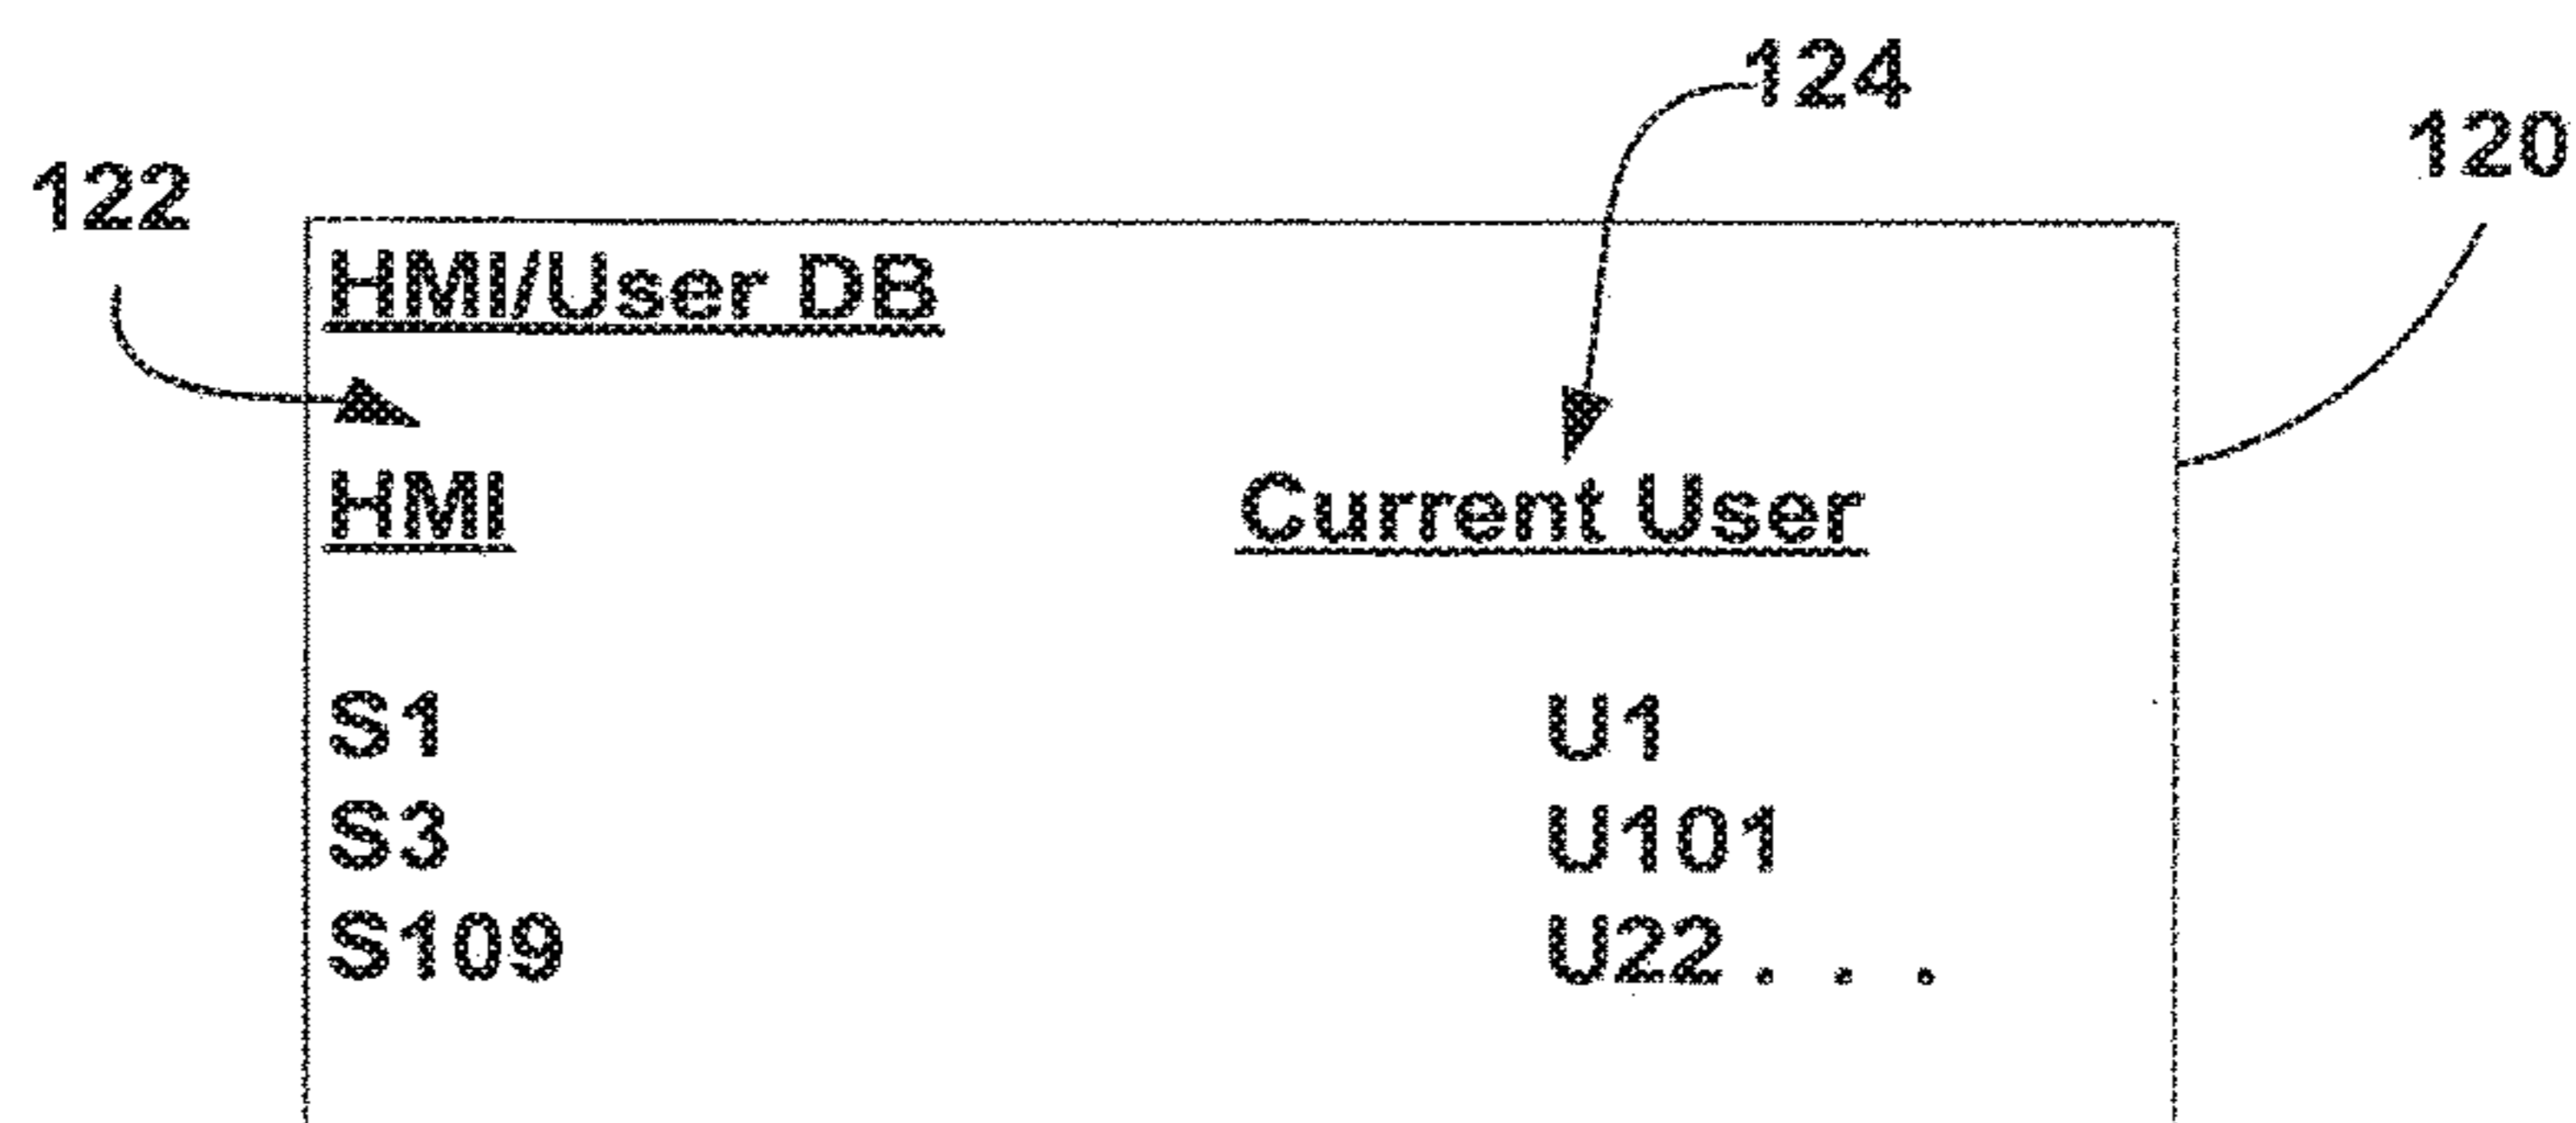 124
120
122
HMI/User DB
HMI Current User
S1 U1
S3 U101
S109 U22 . . .